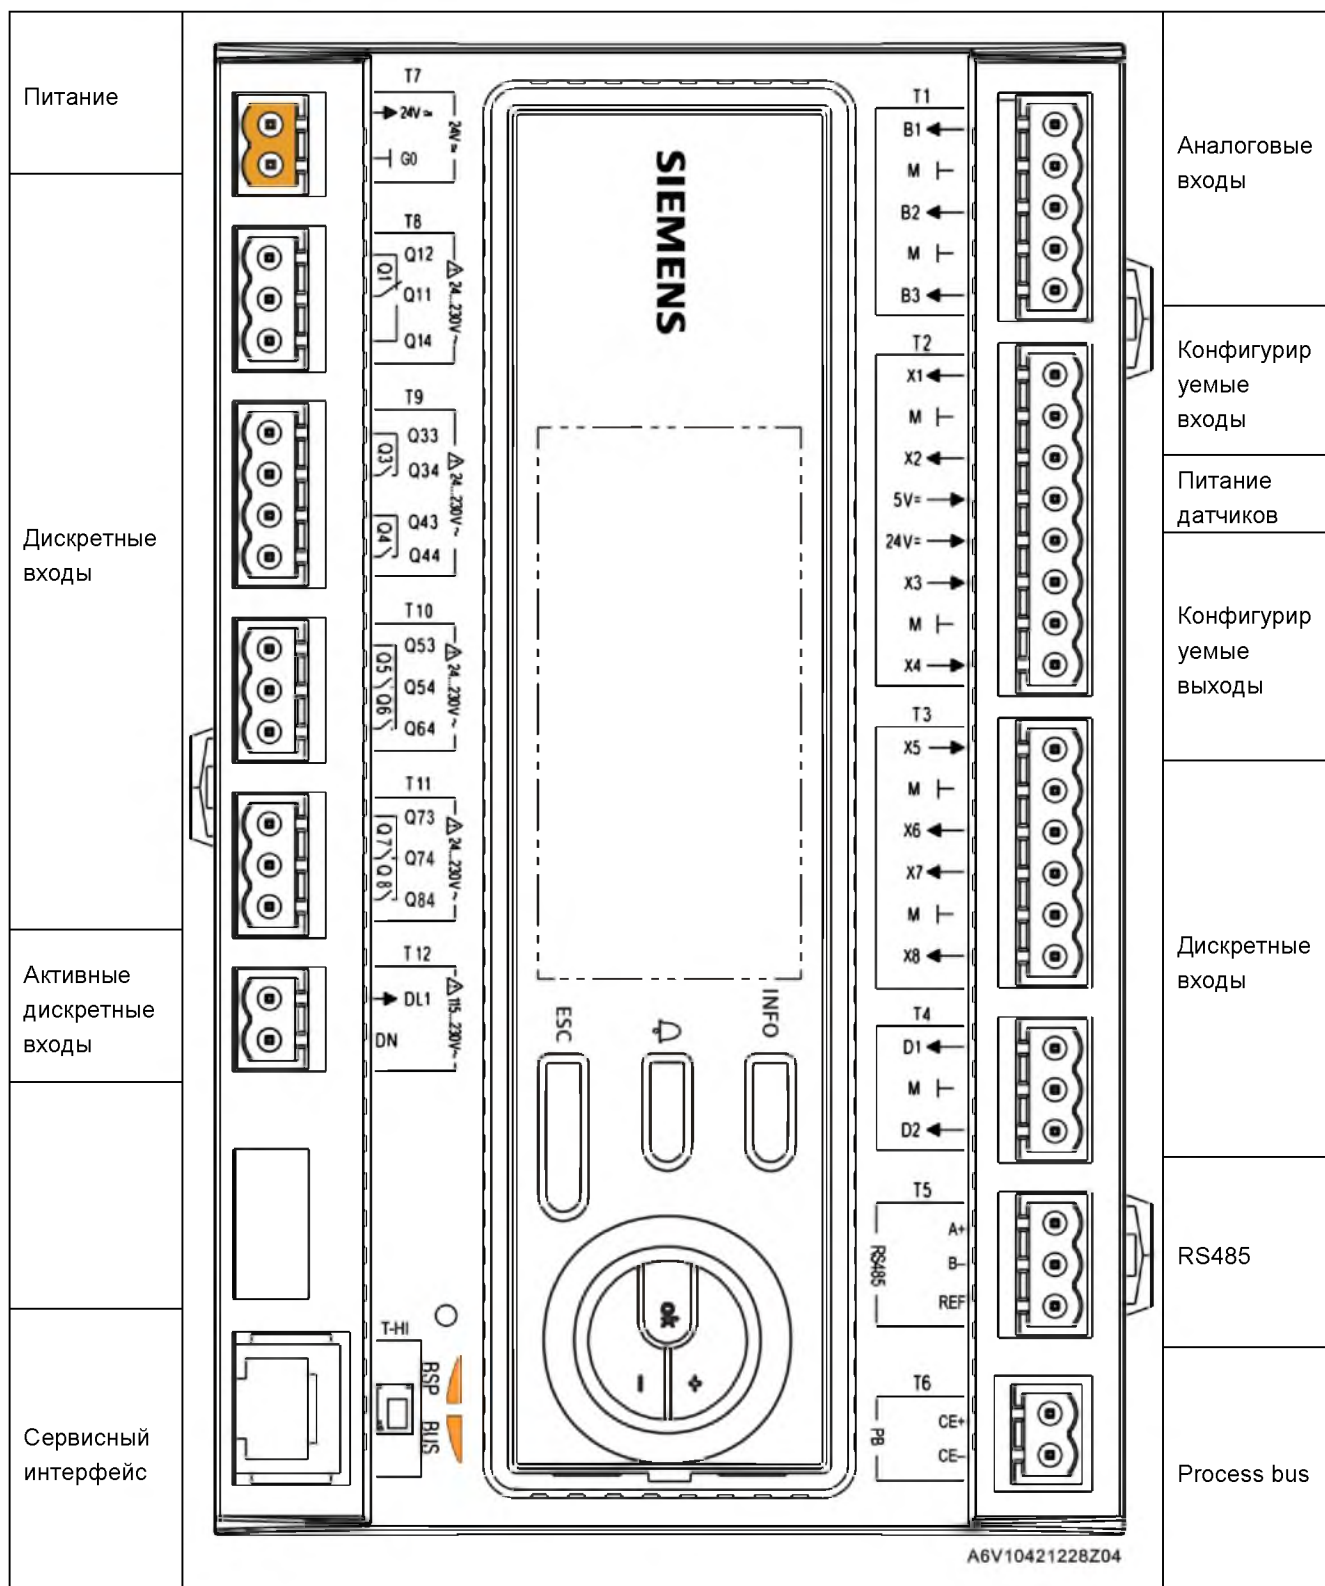 Питание
Дискретные
входы
Активные
дискретные
входы
Сервисный
интерфейс
T7
24V ≃
G0
24V ≃
T8
Q12
Q11
Q14
Q1
⚠ 24...230V ~
T9
Q33
Q34
Q3
Q43
Q44
Q4
⚠ 24...230V ~
T10
Q53
Q54
Q64
Q5
Q6
⚠ 24...230V ~
T11
Q73
Q74
Q84
Q7
Q8
⚠ 24...230V ~
T12
DL1
DN
⚠ 115...230V~
T-HI
BSP
BUS
SIEMENS
ESC
INFO
ok
−
+
T1
B1
M
B2
M
B3
T2
X1
M
X2
5V=
24V=
X3
M
X4
T3
X5
M
X6
X7
M
X8
T4
D1
M
D2
T5
A+
B−
REF
RS485
T6
CE+
CE−
PB
Аналоговые
входы
Конфигурир
уемые
входы
Питание
датчиков
Конфигурир
уемые
выходы
Дискретные
входы
RS485
Process bus
A6V10421228Z04